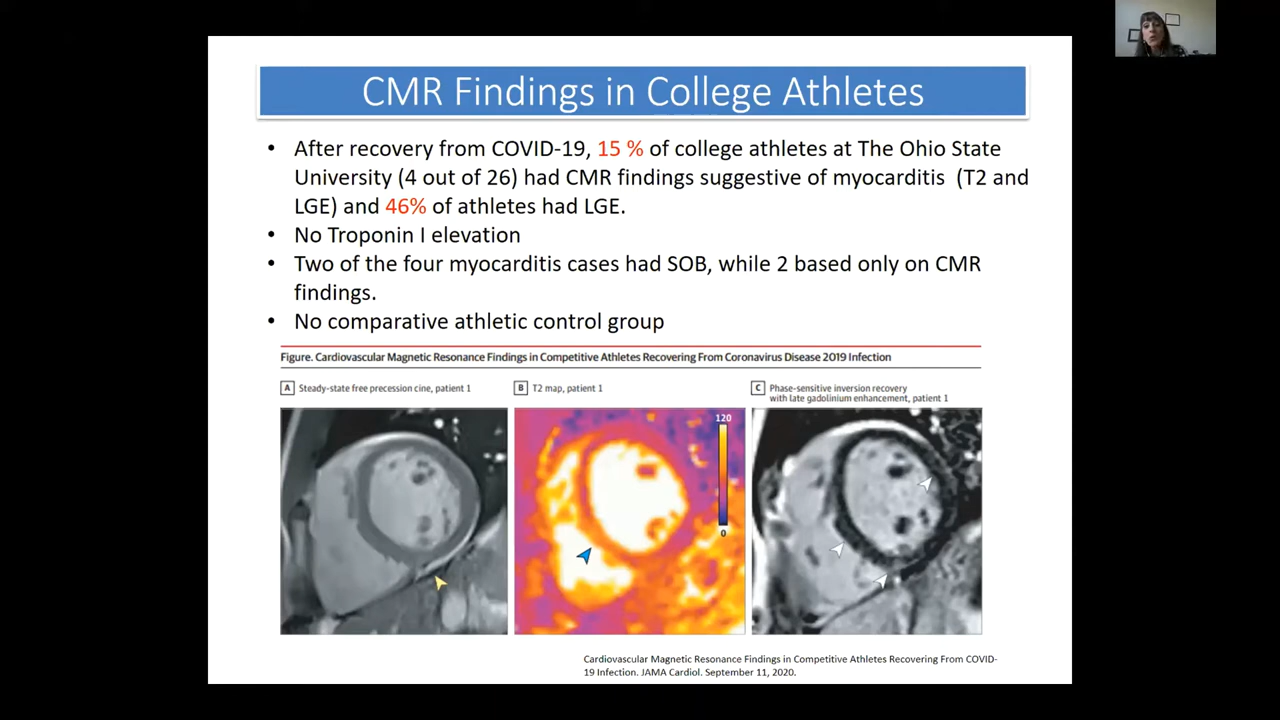 CMR Findings in College Athletes
• After recovery from COVID-19, 15 % of college athletes at The Ohio State
University (4 out of 26) had CMR findings suggestive of myocarditis (T2 and
LGE) and 46% of athletes had LGE.
• No Troponin I elevation
• Two of the four myocarditis cases had SOB, while 2 based only on CMR
findings.
• No comparative athletic control group
Figure. Cardiovascular Magnetic Resonance Findings in Competitive Athletes Recovering From Coronavirus Disease 2019 Infection
A Steady-state free precession cine, patient 1
B T2 map, patient 1
C Phase-sensitive inversion recovery
with late gadolinium enhancement, patient 1
120
0
Cardiovascular Magnetic Resonance Findings in Competitive Athletes Recovering From COVID-
19 Infection. JAMA Cardiol. September 11, 2020.